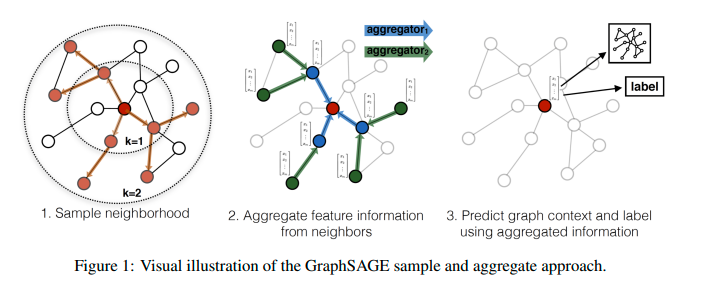 aggregator₁
aggregator₂
label
k=1
k=2
1. Sample neighborhood
2. Aggregate feature information
from neighbors
3. Predict graph context and label
using aggregated information
Figure 1: Visual illustration of the GraphSAGE sample and aggregate approach.